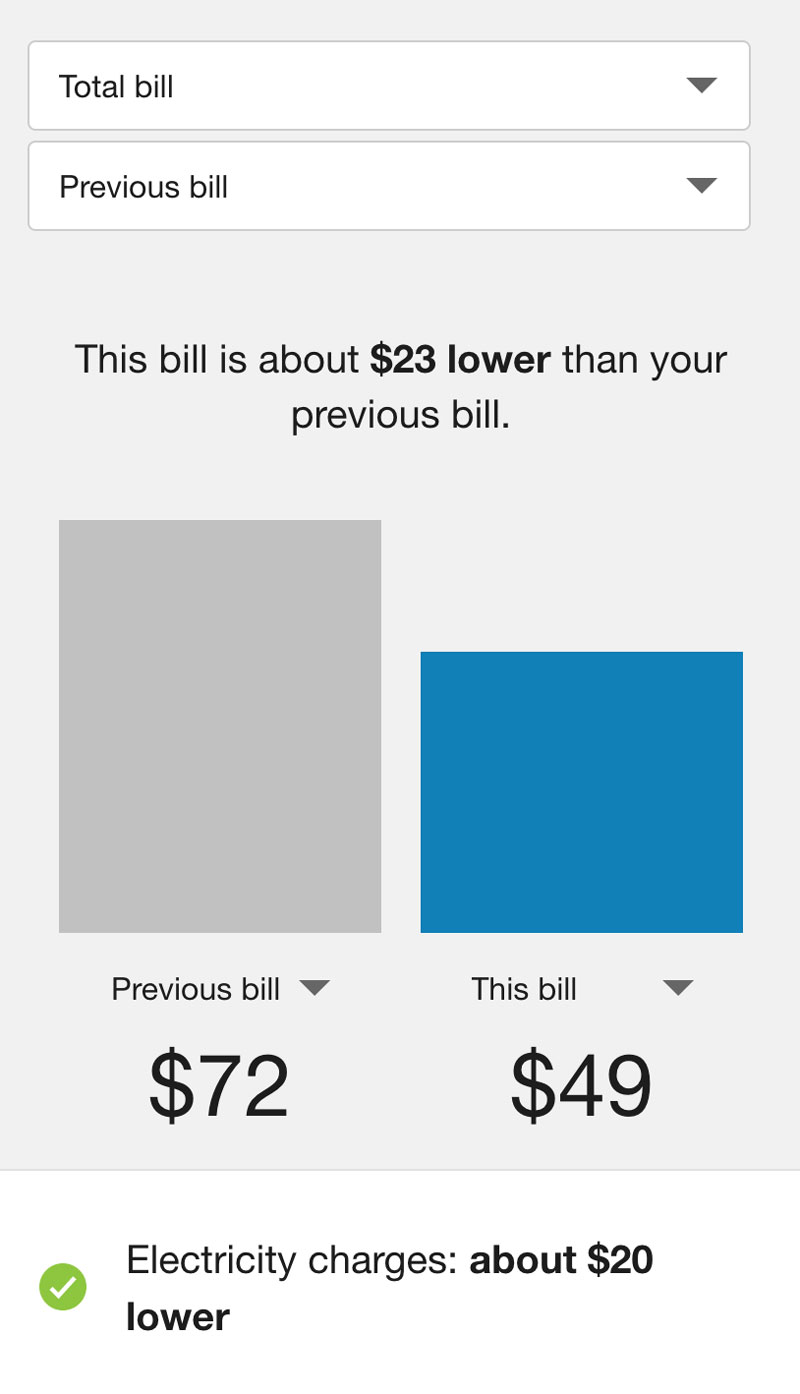 Total bill
Previous bill
This bill is about $23 lower than your
previous bill.
Previous bill
This bill
$72
$49
Electricity charges: about $20
lower